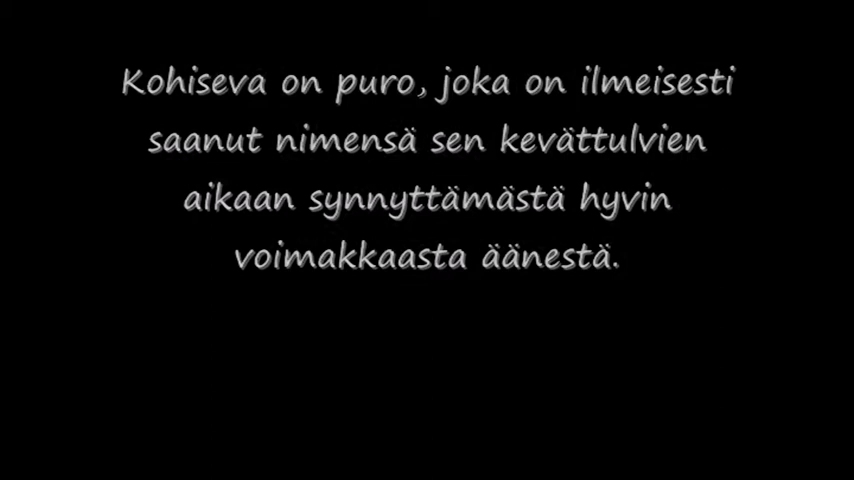 Kohiseva on puro, joka on ilmeisesti
saanut nimensä sen kevättulvien
aikaan synnyttämästä hyvin
voimakkaasta äänestä.